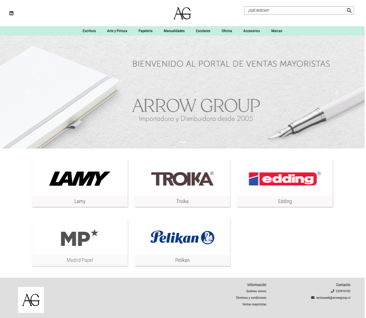 AG
¿QUÉ BUSCAS?
Escritura Arte y Pintura Papelería Manualidades Escolares Oficina Accesorios Marcas
BIENVENIDO AL PORTAL DE VENTAS MAYORISTAS
ARROW GROUP
Importadora y Distribuidora desde 2005
LAMY
Lamy
TROIKA
Troika
edding
Edding
MP
Madrid Papel
Pelikan
Pelikan
AG
Información
Quiénes somos
Términos y condiciones
Ventas mayoristas
Contacto